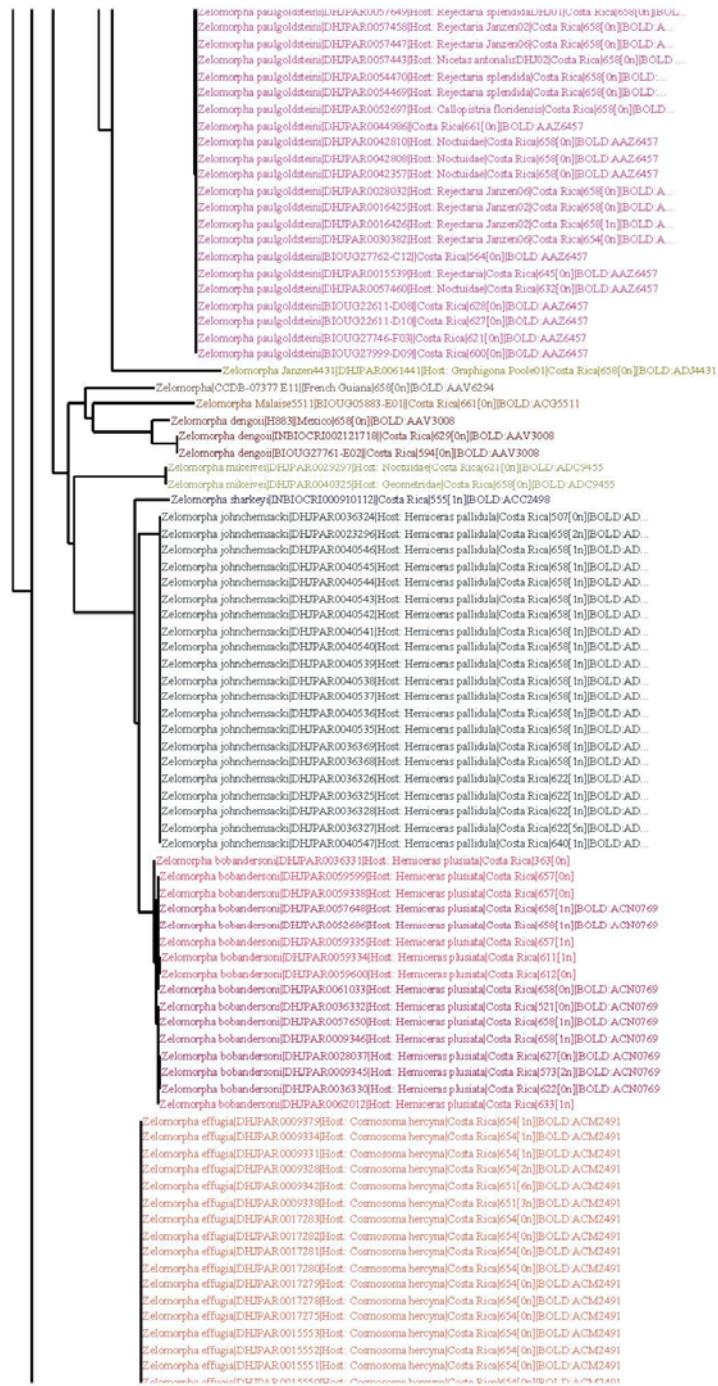 Zelomorpha paulgoldsteini|DHJPAR0057649|Host: Rejectaria splendidaDHJ01|Costa Rica|658[0n]|BOL...
Zelomorpha paulgoldsteini|DHJPAR0057458|Host: Rejectaria Janzen02|Costa Rica|658[0n]|BOLD:A...
Zelomorpha paulgoldsteini|DHJPAR0057447|Host: Rejectaria Janzen06|Costa Rica|658[0n]|BOLD:A...
Zelomorpha paulgoldsteini|DHJPAR0057443|Host: Nicetas antonalisDHJ02|Costa Rica|658[0n]|BOLD....
Zelomorpha paulgoldsteini|DHJPAR0054470|Host: Rejectaria splendida|Costa Rica|658[0n]|BOLD:...
Zelomorpha paulgoldsteini|DHJPAR0054469|Host: Rejectaria splendida|Costa Rica|658[0n]|BOLD:...
Zelomorpha paulgoldsteini|DHJPAR0052697|Host: Callopistria floridensis|Costa Rica|658[0n]|BOLD...
Zelomorpha paulgoldsteini|DHJPAR0044986||Costa Rica|661[0n]|BOLD:AAZ6457
Zelomorpha paulgoldsteini|DHJPAR0042810|Host: Noctuidae|Costa Rica|658[0n]|BOLD:AAZ6457
Zelomorpha paulgoldsteini|DHJPAR0042808|Host: Noctuidae|Costa Rica|658[0n]|BOLD:AAZ6457
Zelomorpha paulgoldsteini|DHJPAR0042357|Host: Noctuidae|Costa Rica|658[0n]|BOLD:AAZ6457
Zelomorpha paulgoldsteini|DHJPAR0028032|Host: Rejectaria Janzen06|Costa Rica|658[0n]|BOLD:A...
Zelomorpha paulgoldsteini|DHJPAR0016425|Host: Rejectaria Janzen02|Costa Rica|658[0n]|BOLD:A...
Zelomorpha paulgoldsteini|DHJPAR0016426|Host: Rejectaria Janzen02|Costa Rica|658[1n]|BOLD:A...
Zelomorpha paulgoldsteini|DHJPAR0030382|Host: Rejectaria Janzen06|Costa Rica|654[0n]|BOLD:A...
Zelomorpha paulgoldsteini|BIOUG27762-C12||Costa Rica|564[0n]|BOLD:AAZ6457
Zelomorpha paulgoldsteini|DHJPAR0015539|Host: Rejectaria|Costa Rica|645[0n]|BOLD:AAZ6457
Zelomorpha paulgoldsteini|DHJPAR0057460|Host: Noctuidae|Costa Rica|632[0n]|BOLD:AAZ6457
Zelomorpha paulgoldsteini|BIOUG22611-D08||Costa Rica|628[0n]|BOLD:AAZ6457
Zelomorpha paulgoldsteini|BIOUG22611-D10||Costa Rica|627[0n]|BOLD:AAZ6457
Zelomorpha paulgoldsteini|BIOUG27746-F03||Costa Rica|621[0n]|BOLD:AAZ6457
Zelomorpha paulgoldsteini|BIOUG27999-D09||Costa Rica|600[0n]|BOLD:AAZ6457
Zelomorpha Janzen4431|DHJPAR0061441|Host: Graphigona Poole01|Costa Rica|658[0n]|BOLD:ADJ4431
Zelomorpha|CCDB-07377 E11||French Guiana|658[0n]|BOLD:AAV6294
Zelomorpha Malaise5511|BIOUG05883-E01||Costa Rica|661[0n]|BOLD:ACG5511
Zelomorpha dengoii|H883||Mexico|658[0n]|BOLD:AAV3008
Zelomorpha dengoii|INBIOCRI002121718||Costa Rica|629[0n]|BOLD:AAV3008
Zelomorpha dengoii|BIOUG27761-E02||Costa Rica|594[0n]|BOLD:AAV3008
Zelomorpha mikeiveii|DHJPAR0029297|Host: Noctuidae|Costa Rica|621[0n]|BOLD:ADC9455
Zelomorpha mikeivei|DHJPAR0040325|Host: Geometridae|Costa Rica|658[0n]|BOLD:ADC9455
Zelomorpha sharkeyi|INBIOCRI000910112||Costa Rica|555[1n]|BOLD:ACC2498
Zelomorpha johnchemsacki|DHJPAR0036324|Host: Hemiceras pallidula|Costa Rica|507[0n]|BOLD:AD...
Zelomorpha johnchemsacki|DHJPAR0023296|Host: Hemiceras pallidula|Costa Rica|658[2n]|BOLD:AD...
Zelomorpha johnchemsacki|DHJPAR0040546|Host: Hemiceras pallidula|Costa Rica|658[1n]|BOLD:AD...
Zelomorpha johnchemsacki|DHJPAR0040545|Host: Hemiceras pallidula|Costa Rica|658[1n]|BOLD:AD...
Zelomorpha johnchemsacki|DHJPAR0040544|Host: Hemiceras pallidula|Costa Rica|658[1n]|BOLD:AD...
Zelomorpha johnchemsacki|DHJPAR0040543|Host: Hemiceras pallidula|Costa Rica|658[1n]|BOLD:AD...
Zelomorpha johnchemsacki|DHJPAR0040542|Host: Hemiceras pallidula|Costa Rica|658[1n]|BOLD:AD...
Zelomorpha johnchemsacki|DHJPAR0040541|Host: Hemiceras pallidula|Costa Rica|658[1n]|BOLD:AD...
Zelomorpha johnchemsacki|DHJPAR0040540|Host: Hemiceras pallidula|Costa Rica|658[1n]|BOLD:AD...
Zelomorpha johnchemsacki|DHJPAR0040539|Host: Hemiceras pallidula|Costa Rica|658[1n]|BOLD:AD...
Zelomorpha johnchemsacki|DHJPAR0040538|Host: Hemiceras pallidula|Costa Rica|658[1n]|BOLD:AD...
Zelomorpha johnchemsacki|DHJPAR0040537|Host: Hemiceras pallidula|Costa Rica|658[1n]|BOLD:AD...
Zelomorpha johnchemsacki|DHJPAR0040536|Host: Hemiceras pallidula|Costa Rica|658[1n]|BOLD:AD...
Zelomorpha johnchemsacki|DHJPAR0040535|Host: Hemiceras pallidula|Costa Rica|658[1n]|BOLD:AD...
Zelomorpha johnchemsacki|DHJPAR0036369|Host: Hemiceras pallidula|Costa Rica|658[1n]|BOLD:AD...
Zelomorpha johnchemsacki|DHJPAR0036368|Host: Hemiceras pallidula|Costa Rica|658[1n]|BOLD:AD...
Zelomorpha johnchemsacki|DHJPAR0036326|Host: Hemiceras pallidula|Costa Rica|622[1n]|BOLD:AD...
Zelomorpha johnchemsacki|DHJPAR0036325|Host: Hemiceras pallidula|Costa Rica|622[1n]|BOLD:AD...
Zelomorpha johnchemsacki|DHJPAR0036328|Host: Hemiceras pallidula|Costa Rica|622[1n]|BOLD:AD...
Zelomorpha johnchemsacki|DHJPAR0036327|Host: Hemiceras pallidula|Costa Rica|622[5n]|BOLD:AD...
Zelomorpha johnchemsacki|DHJPAR0040547|Host: Hemiceras pallidula|Costa Rica|640[1n]|BOLD:AD...
Zelomorpha bobandersoni|DHJPAR0036331|Host: Hemiceras plusiata|Costa Rica|363[0n]
Zelomorpha bobandersoni|DHJPAR0059599|Host: Hemiceras plusiata|Costa Rica|657[0n]
Zelomorpha bobandersoni|DHJPAR0059338|Host: Hemiceras plusiata|Costa Rica|657[0n]
Zelomorpha bobandersoni|DHJPAR0057648|Host: Hemiceras plusiata|Costa Rica|658[1n]|BOLD:ACN0769
Zelomorpha bobandersoni|DHJPAR0052686|Host: Hemiceras plusiata|Costa Rica|658[1n]|BOLD:ACN0769
Zelomorpha bobandersoni|DHJPAR0059335|Host: Hemiceras plusiata|Costa Rica|657[1n]
Zelomorpha bobandersoni|DHJPAR0059334|Host: Hemiceras plusiata|Costa Rica|611[1n]
Zelomorpha bobandersoni|DHJPAR0059600|Host: Hemiceras plusiata|Costa Rica|612[0n]
Zelomorpha bobandersoni|DHJPAR0061033|Host: Hemiceras plusiata|Costa Rica|658[0n]|BOLD:ACN0769
Zelomorpha bobandersoni|DHJPAR0036332|Host: Hemiceras plusiata|Costa Rica|521[0n]|BOLD:ACN0769
Zelomorpha bobandersoni|DHJPAR0057650|Host: Hemiceras plusiata|Costa Rica|658[1n]|BOLD:ACN0769
Zelomorpha bobandersoni|DHJPAR0009346|Host: Hemiceras plusiata|Costa Rica|658[1n]|BOLD:ACN0769
Zelomorpha bobandersoni|DHJPAR0028037|Host: Hemiceras plusiata|Costa Rica|627[0n]|BOLD:ACN0769
Zelomorpha bobandersoni|DHJPAR0009345|Host: Hemiceras plusiata|Costa Rica|573[2n]|BOLD:ACN0769
Zelomorpha bobandersoni|DHJPAR0036330|Host: Hemiceras plusiata|Costa Rica|622[0n]|BOLD:ACN0769
Zelomorpha bobandersoni|DHJPAR0062012|Host: Hemiceras plusiata|Costa Rica|633[1n]
Zelomorpha effugia|DHJPAR0009379|Host: Cosmosoma hercyna|Costa Rica|654[1n]|BOLD:ACM2491
Zelomorpha effugia|DHJPAR0009334|Host: Cosmosoma hercyna|Costa Rica|654[1n]|BOLD:ACM2491
Zelomorpha effugia|DHJPAR0009331|Host: Cosmosoma hercyna|Costa Rica|654[1n]|BOLD:ACM2491
Zelomorpha effugia|DHJPAR0009328|Host: Cosmosoma hercyna|Costa Rica|654[2n]|BOLD:ACM2491
Zelomorpha effugia|DHJPAR0009342|Host: Cosmosoma hercyna|Costa Rica|651[6n]|BOLD:ACM2491
Zelomorpha effugia|DHJPAR0009338|Host: Cosmosoma hercyna|Costa Rica|651[3n]|BOLD:ACM2491
Zelomorpha effugia|DHJPAR0017283|Host: Cosmosoma hercyna|Costa Rica|654[0n]|BOLD:ACM2491
Zelomorpha effugia|DHJPAR0017282|Host: Cosmosoma hercyna|Costa Rica|654[0n]|BOLD:ACM2491
Zelomorpha effugia|DHJPAR0017281|Host: Cosmosoma hercyna|Costa Rica|654[0n]|BOLD:ACM2491
Zelomorpha effugia|DHJPAR0017280|Host: Cosmosoma hercyna|Costa Rica|654[0n]|BOLD:ACM2491
Zelomorpha effugia|DHJPAR0017279|Host: Cosmosoma hercyna|Costa Rica|654[0n]|BOLD:ACM2491
Zelomorpha effugia|DHJPAR0017278|Host: Cosmosoma hercyna|Costa Rica|654[0n]|BOLD:ACM2491
Zelomorpha effugia|DHJPAR0017275|Host: Cosmosoma hercyna|Costa Rica|654[0n]|BOLD:ACM2491
Zelomorpha effugia|DHJPAR0015553|Host: Cosmosoma hercyna|Costa Rica|654[0n]|BOLD:ACM2491
Zelomorpha effugia|DHJPAR0015552|Host: Cosmosoma hercyna|Costa Rica|654[0n]|BOLD:ACM2491
Zelomorpha effugia|DHJPAR0015551|Host: Cosmosoma hercyna|Costa Rica|654[0n]|BOLD:ACM2491
Zelomorpha effugia|DHJPAR0015550|Host: Cosmosoma hercyna|Costa Rica|654[0n]|BOLD:ACM2491